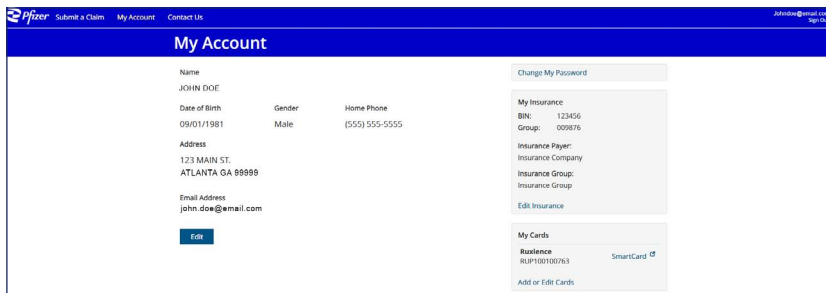 Pfizer Submit a Claim My Account Contact Us
Johndoe@email.com
Sign Ou
My Account
Name
JOHN DOE
Date of Birth Gender Home Phone
09/01/1981 Male (555) 555-5555
Address
123 MAIN ST.
ATLANTA GA 99999
Email Address
john.doe@email.com
Edit
Change My Password
My Insurance
BIN: 123456
Group: 009876
Insurance Payer:
Insurance Company
Insurance Group:
Insurance Group
Edit Insurance
My Cards
Ruxience
RUP100100763 SmartCard
Add or Edit Cards